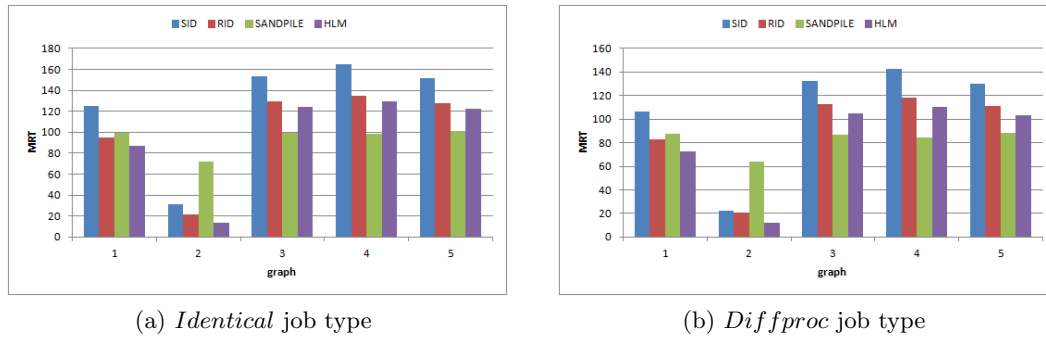 SID RID SANDPILE HLM
180
160
140
120
100
80
60
40
20
0
MRT
1 2 3 4 5
graph
(a) Identical job type
SID RID SANDPILE HLM
160
140
120
100
80
60
40
20
0
MRT
1 2 3 4 5
graph
(b) Diffproc job type